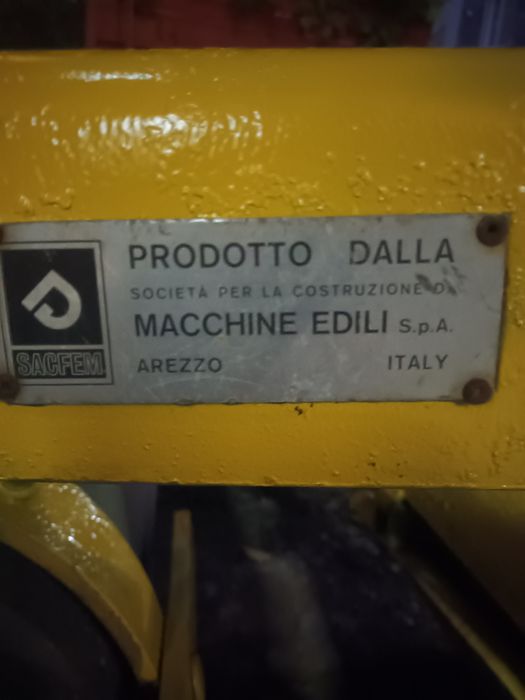 PRODOTTO DALLA
SOCIETÀ PER LA COSTRUZIONE DI
MACCHINE EDILI S.p.A.
AREZZO ITALY
SACFEM